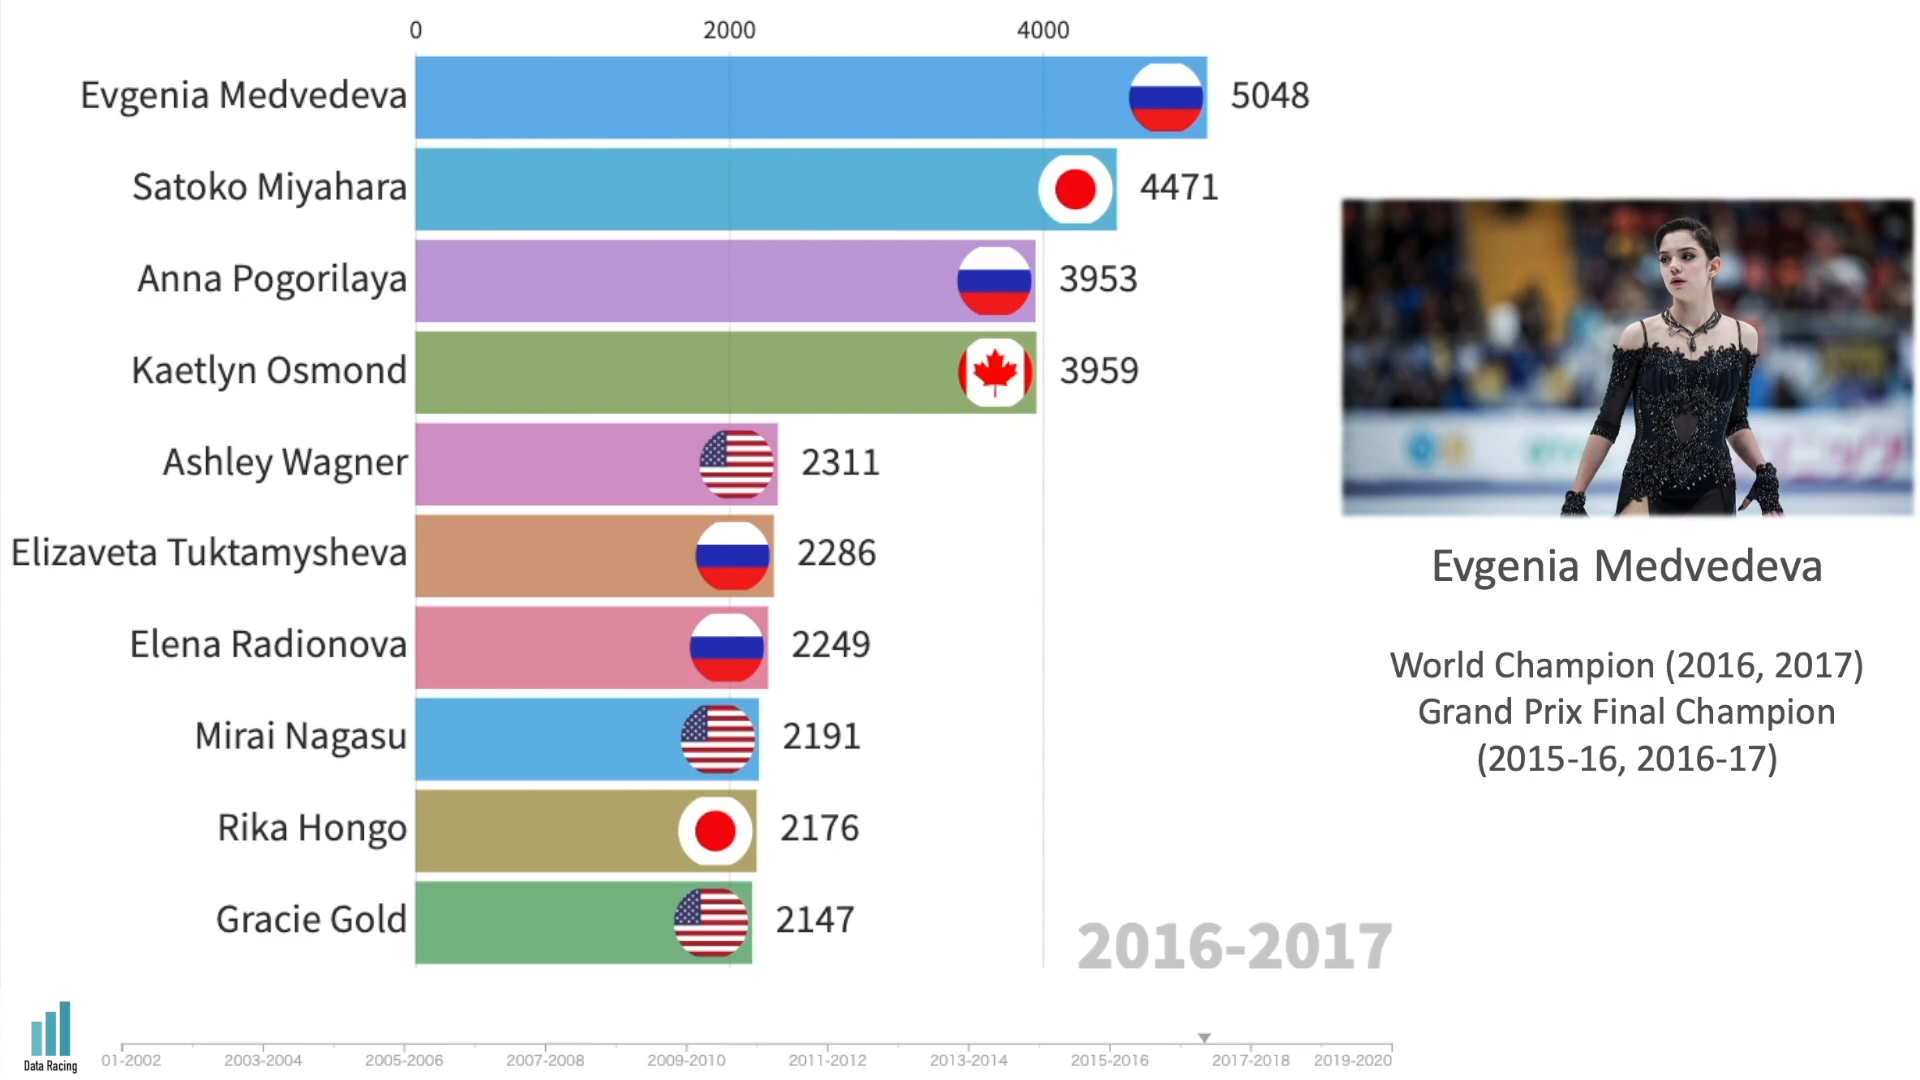 0 2000 4000
Evgenia Medvedeva 5048
Satoko Miyahara 4471
Anna Pogorilaya 3953
Kaetlyn Osmond 3959
Ashley Wagner 2311
Elizaveta Tuktamysheva 2286
Elena Radionova 2249
Mirai Nagasu 2191
Rika Hongo 2176
Gracie Gold 2147
2016-2017
Evgenia Medvedeva
World Champion (2016, 2017)
Grand Prix Final Champion
(2015-16, 2016-17)
Data Racing
01-2002 2003-2004 2005-2006 2007-2008 2009-2010 2011-2012 2013-2014 2015-2016 2017-2018 2019-2020